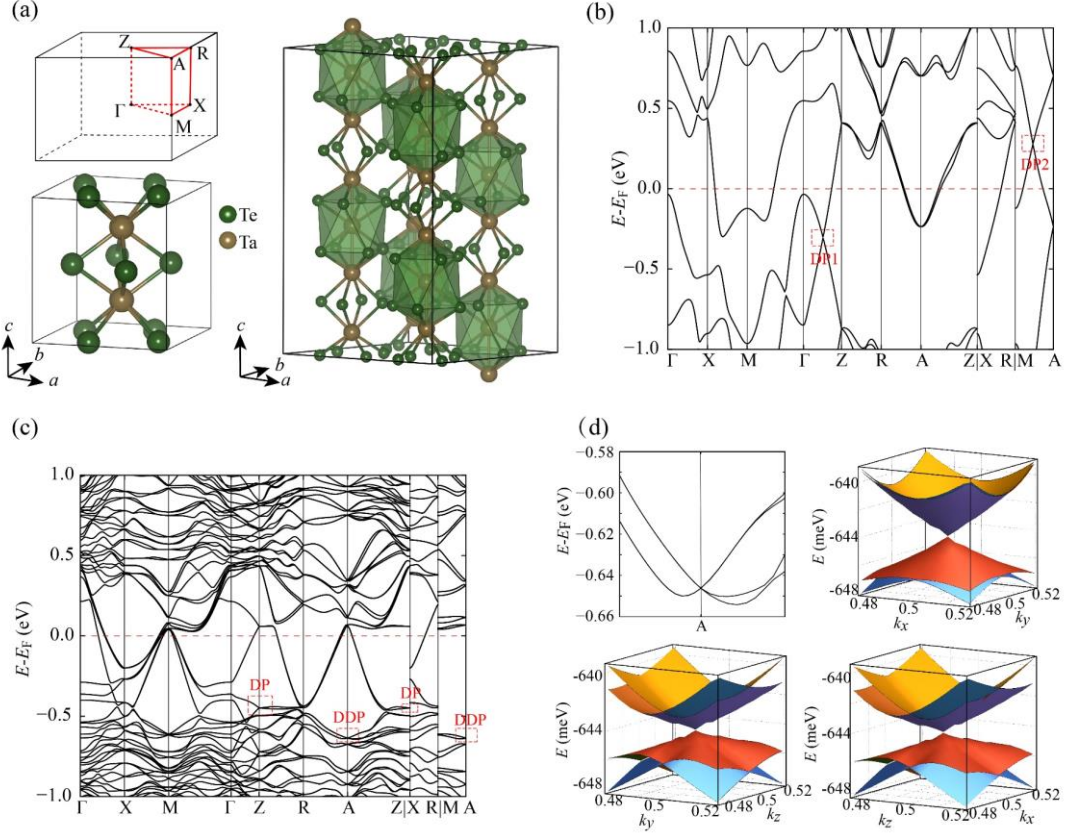 (a)
Z
R
A
Γ
X
M
Te
Ta
c
b
a
c
b
a
(b)
E-EF (eV)
1.0
0.5
0.0
−0.5
−1.0
DP1
DP2
Γ X M Γ Z R A Z|X R|M A
(c)
E-EF (eV)
1.0
0.5
0.0
−0.5
−1.0
DP
DDP
DP
DDP
Γ X M Γ Z R A Z|X R|M A
(d)
E-EF (eV)
−0.58
−0.60
−0.62
−0.64
−0.66
A
E (meV)
-640
-644
-648
0.48
0.5
0.52
kx
0.48
0.5
0.52
ky
E (meV)
-640
-644
-648
0.48
0.5
0.52
ky
0.48
0.5
0.52
kz
E (meV)
-640
-644
-648
0.48
0.5
0.52
kz
0.48
0.5
0.52
kx